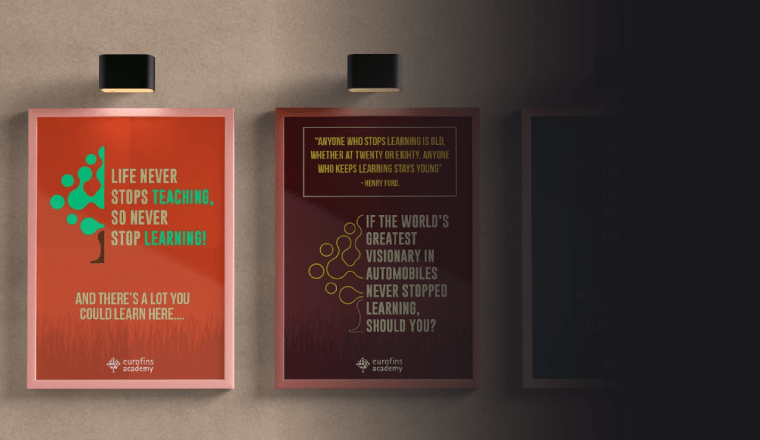 LIFE NEVER
STOPS TEACHING,
SO NEVER
STOP LEARNING!
AND THERE'S A LOT YOU
COULD LEARN HERE....
eurofins
academy
"ANYONE WHO STOPS LEARNING IS OLD,
WHETHER AT TWENTY OR EIGHTY. ANYONE
WHO KEEPS LEARNING STAYS YOUNG"
- HENRY FORD.
IF THE WORLD'S
GREATEST
VISIONARY IN
AUTOMOBILES
NEVER STOPPED
LEARNING,
SHOULD YOU?
eurofins
academy